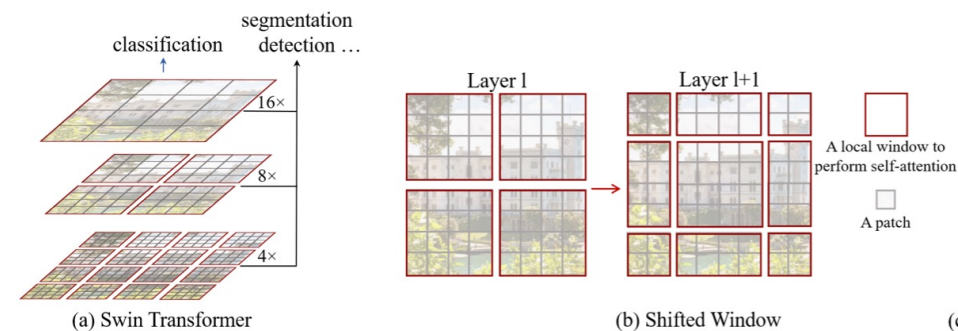 segmentation
classification
detection …
16×
8×
4×
(a) Swin Transformer
Layer l
Layer l+1
A local window to
perform self-attention
A patch
(b) Shifted Window
(c